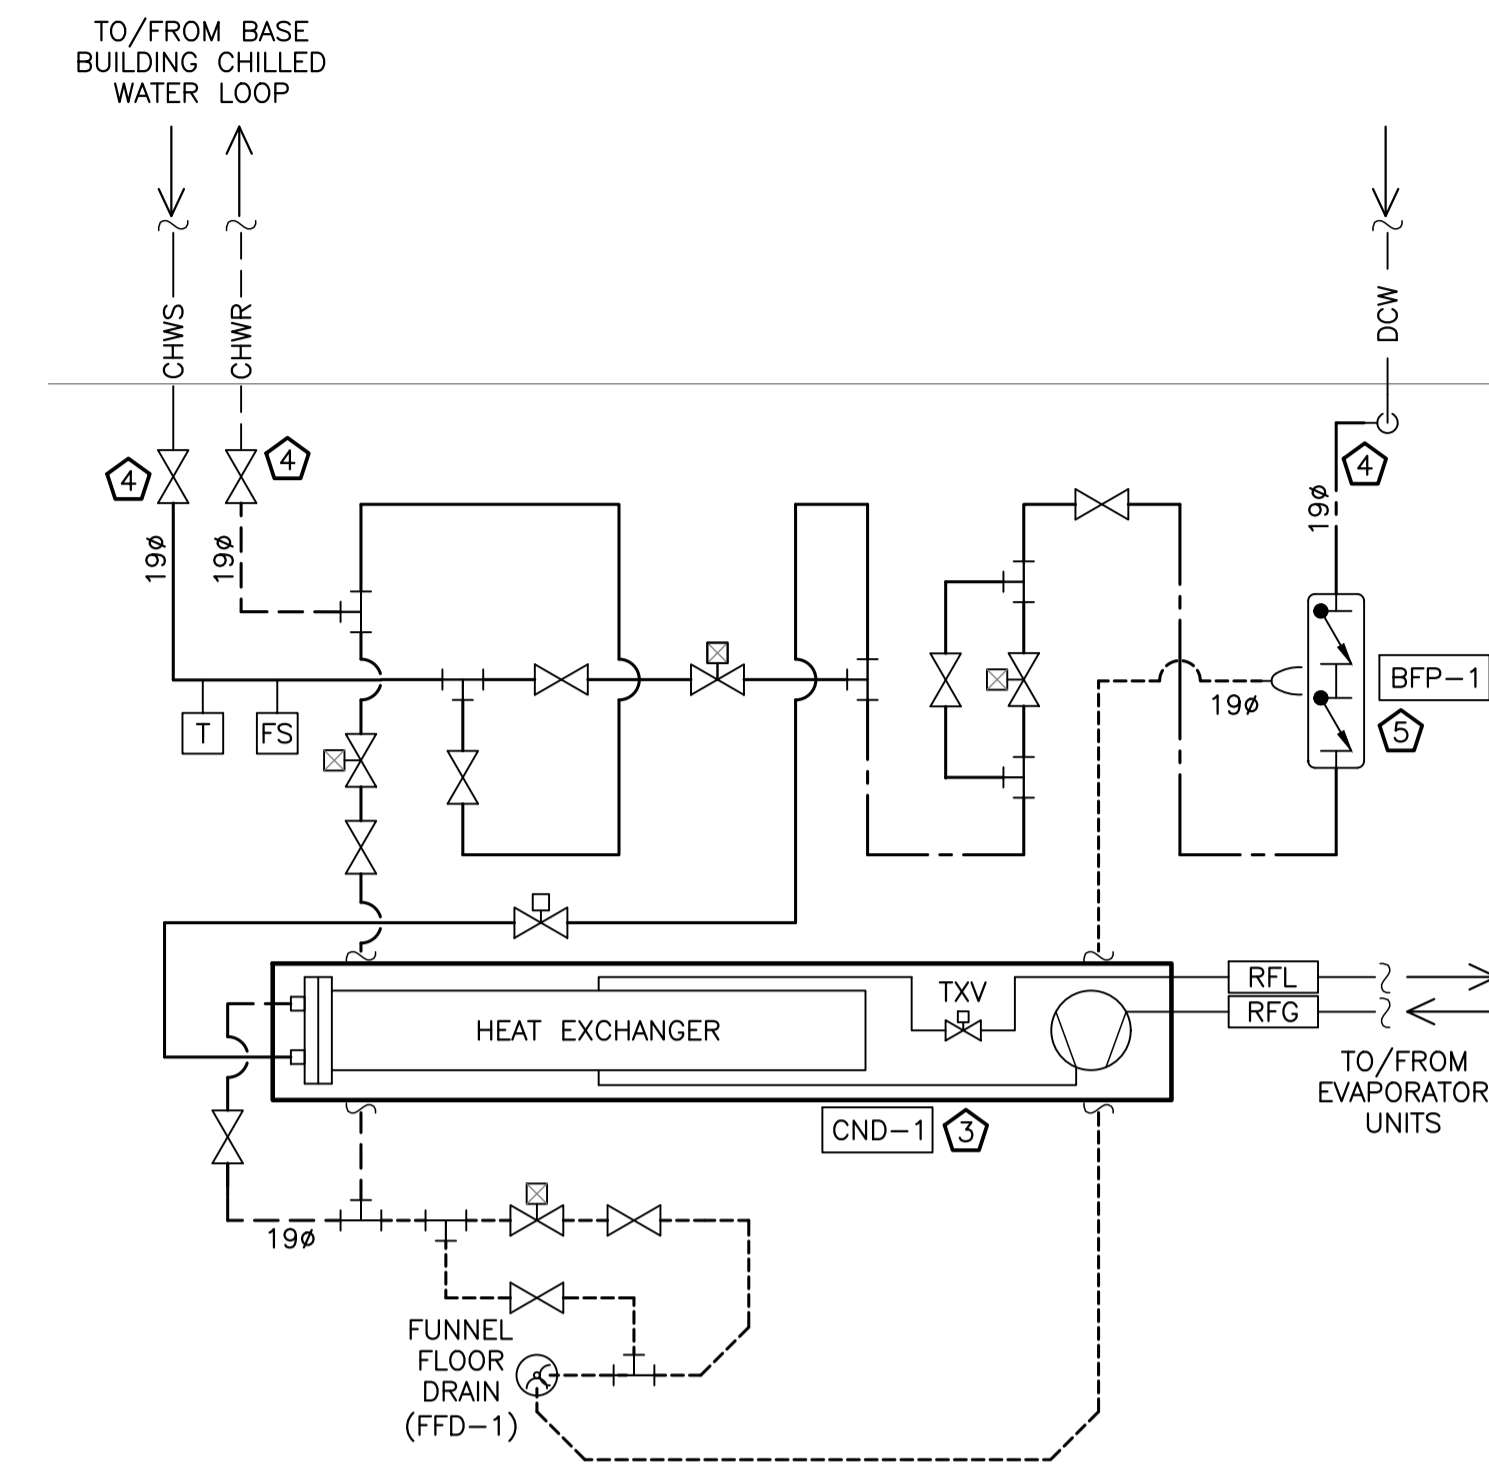 TO/FROM BASE
BUILDING CHILLED
WATER LOOP
CHWS
CHWR
DCW
4
4
4
19ø
19ø
19ø
T
FS
19ø
BFP-1
5
TXV
HEAT EXCHANGER
RFL
RFG
TO/FROM
EVAPORATOR
UNITS
CND-1
3
19ø
FUNNEL
FLOOR
DRAIN
(FFD-1)